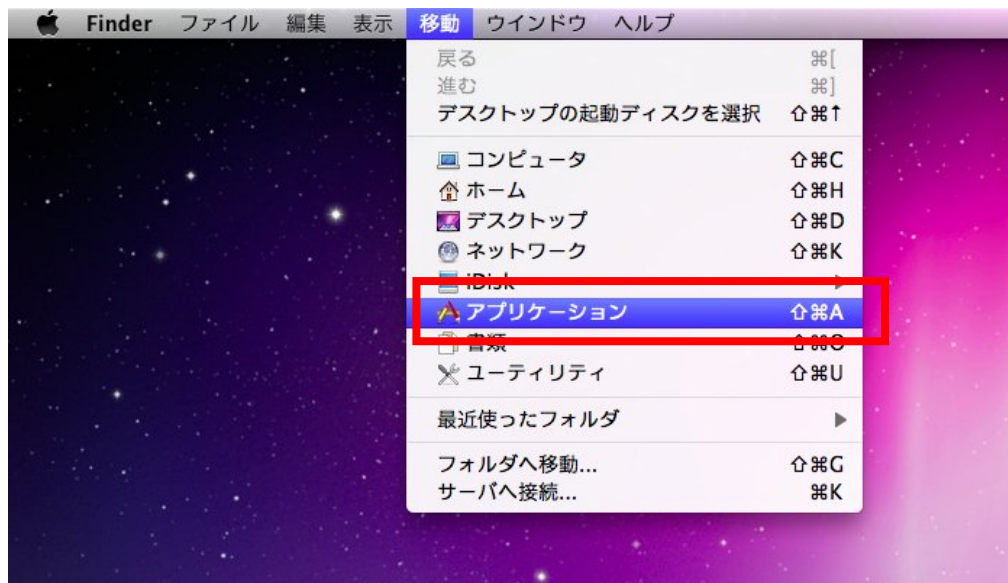 Finder ファイル 編集 表示 移動 ウインドウ ヘルプ
戻る ⌘[
進む ⌘]
デスクトップの起動ディスクを選択 ⇧⌘↑
コンピュータ ⇧⌘C
ホーム ⇧⌘H
デスクトップ ⇧⌘D
ネットワーク ⇧⌘K
iDisk
アプリケーション ⇧⌘A
書類 ⇧⌘O
ユーティリティ ⇧⌘U
最近使ったフォルダ ▶
フォルダへ移動... ⇧⌘G
サーバへ接続... ⌘K